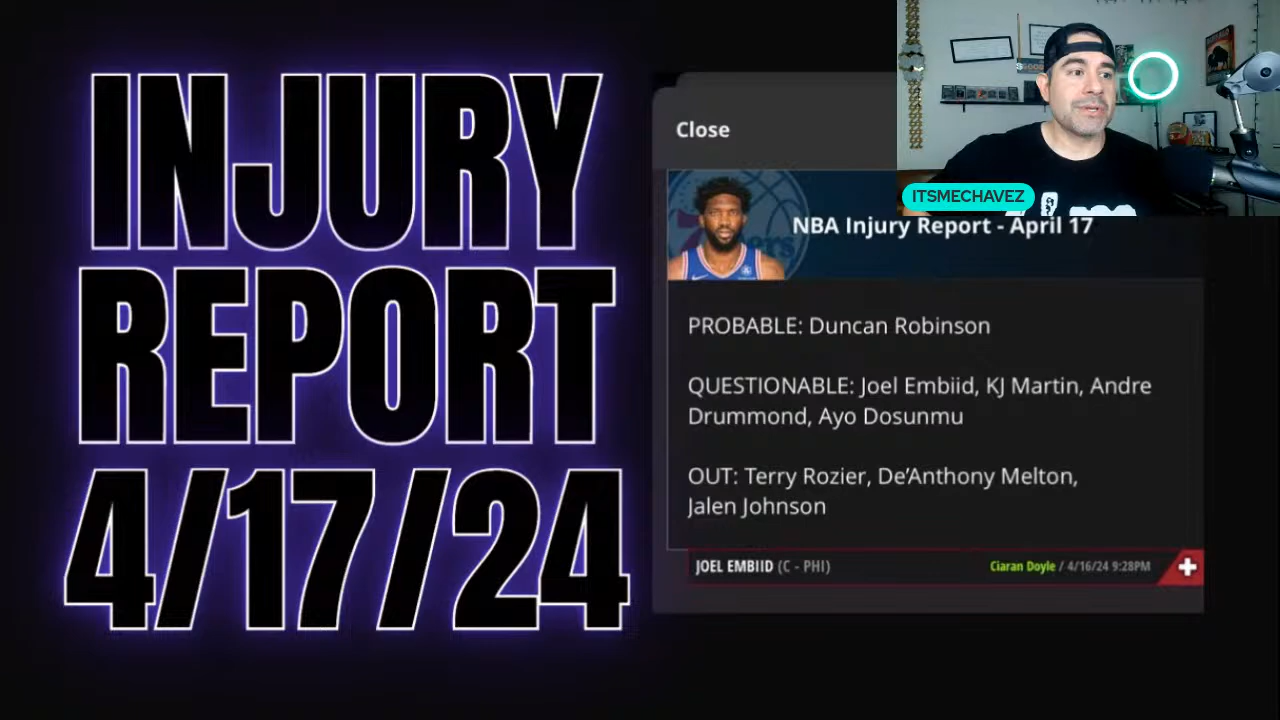 INJURY
REPORT
4/17/24
Close
ITSMECHAVEZ
NBA Injury Report - April 17
PROBABLE: Duncan Robinson
QUESTIONABLE: Joel Embiid, KJ Martin, Andre
Drummond, Ayo Dosunmu
OUT: Terry Rozier, De’Anthony Melton,
Jalen Johnson
JOEL EMBIID (C - PHI)
Ciaran Doyle / 4/16/24 9:28PM